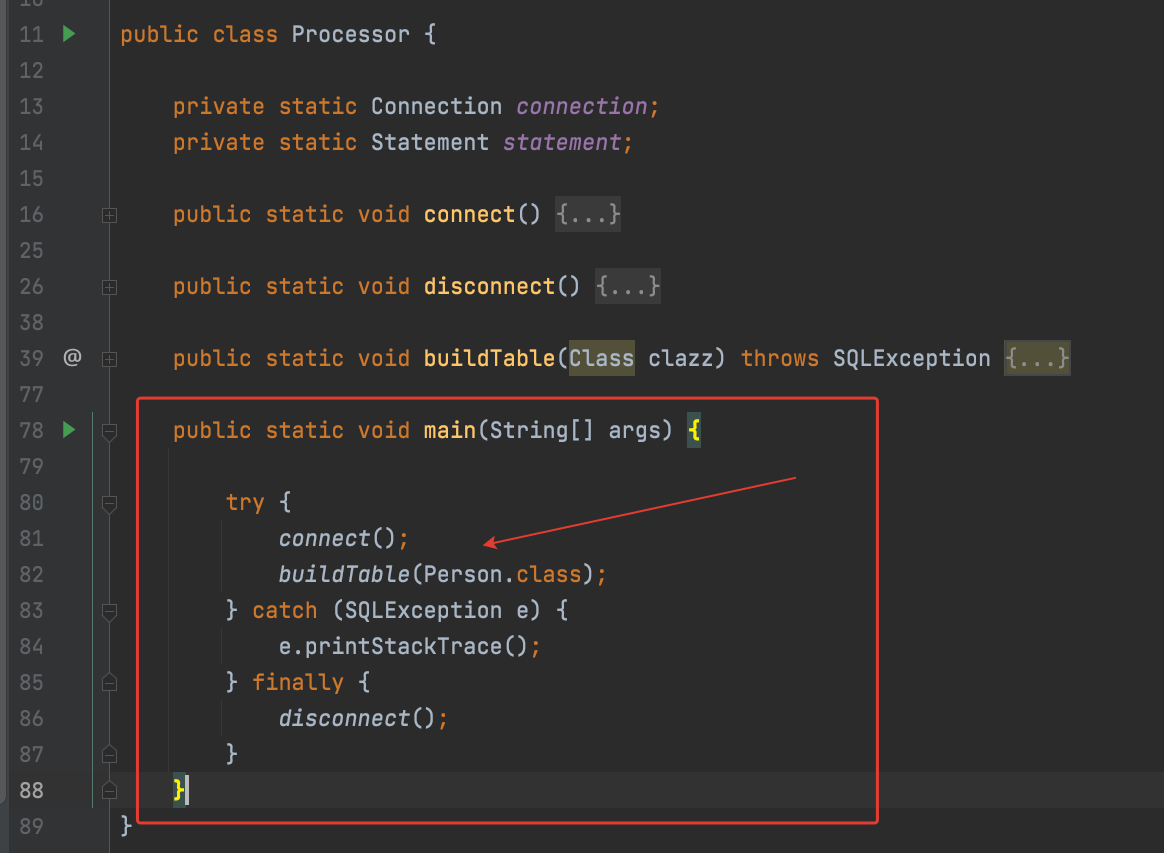 10
11 public class Processor {
12
13 private static Connection connection;
14 private static Statement statement;
15
16 public static void connect() {...}
25
26 public static void disconnect() {...}
38
39 @ public static void buildTable(Class clazz) throws SQLException {...}
77
78 public static void main(String[] args) {
79
80 try {
81 connect();
82 buildTable(Person.class);
83 } catch (SQLException e) {
84 e.printStackTrace();
85 } finally {
86 disconnect();
87 }
88 }
89 }